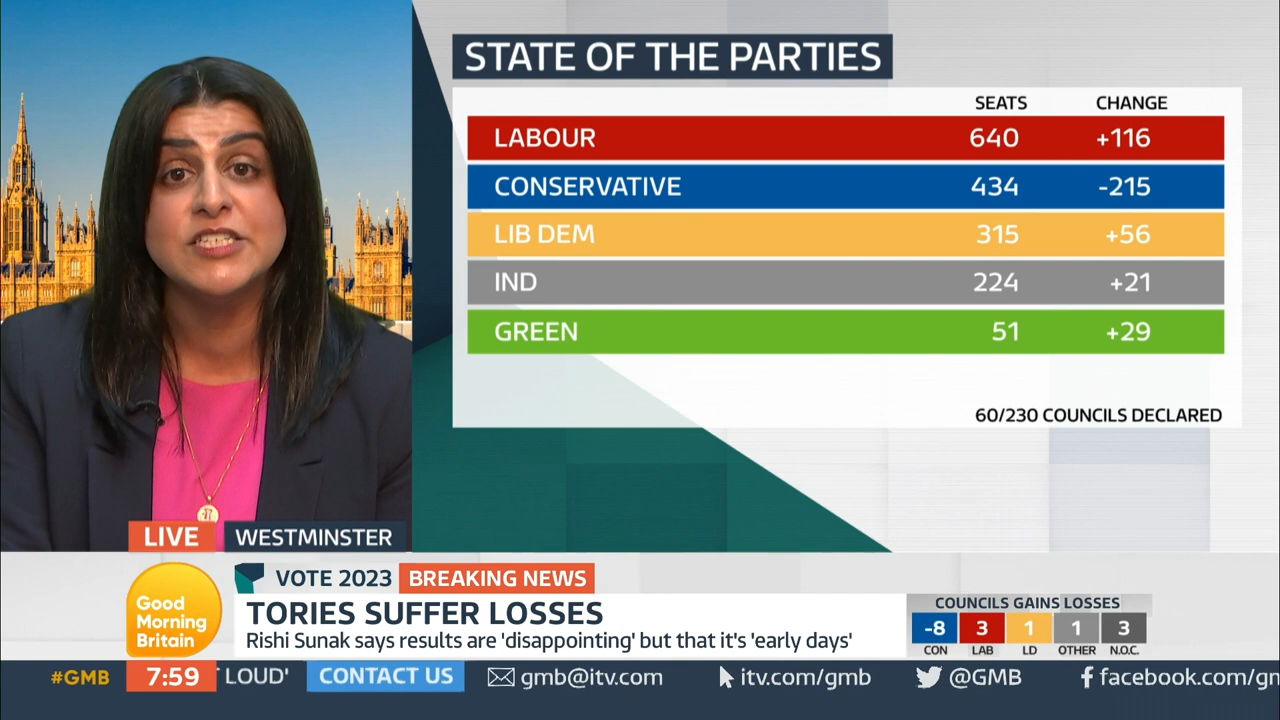 STATE OF THE PARTIES
SEATS CHANGE
LABOUR 640 +116
CONSERVATIVE 434 -215
LIB DEM 315 +56
IND 224 +21
GREEN 51 +29
60/230 COUNCILS DECLARED
LIVE WESTMINSTER
Good
Morning
Britain
VOTE 2023 BREAKING NEWS
TORIES SUFFER LOSSES
Rishi Sunak says results are 'disappointing' but that it's 'early days'
COUNCILS GAINS LOSSES
-8 3 1 1 3
CON LAB LD OTHER N.O.C.
#GMB 7:59 LOUD' CONTACT US gmb@itv.com itv.com/gmb @GMB facebook.com/gm